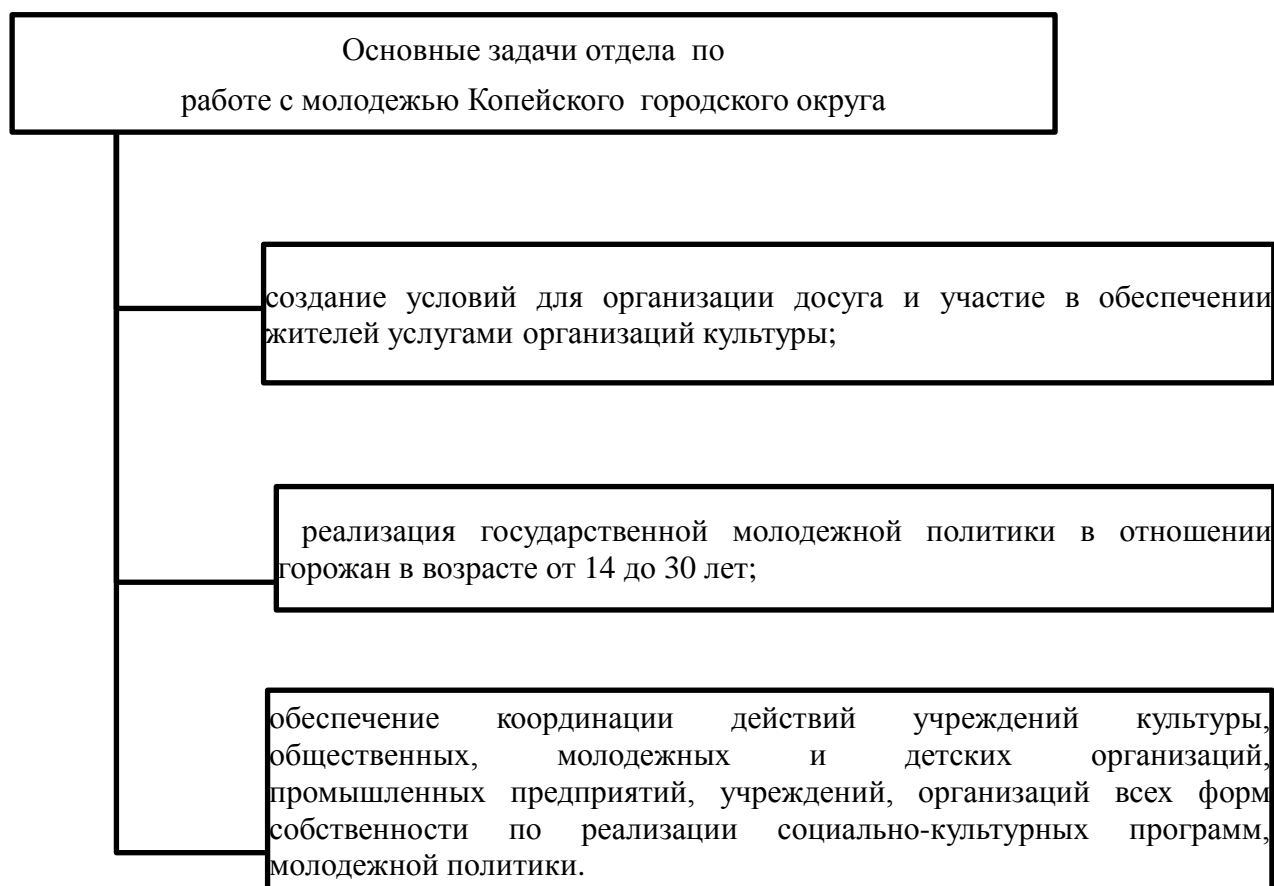 Основные задачи отдела по
работе с молодежью Копейского городского округа
создание условий для организации досуга и участие в обеспечении
жителей услугами организаций культуры;
реализация государственной молодежной политики в отношении
горожан в возрасте от 14 до 30 лет;
обеспечение координации действий учреждений культуры,
общественных, молодежных и детских организаций,
промышленных предприятий, учреждений, организаций всех форм
собственности по реализации социально-культурных программ,
молодежной политики.